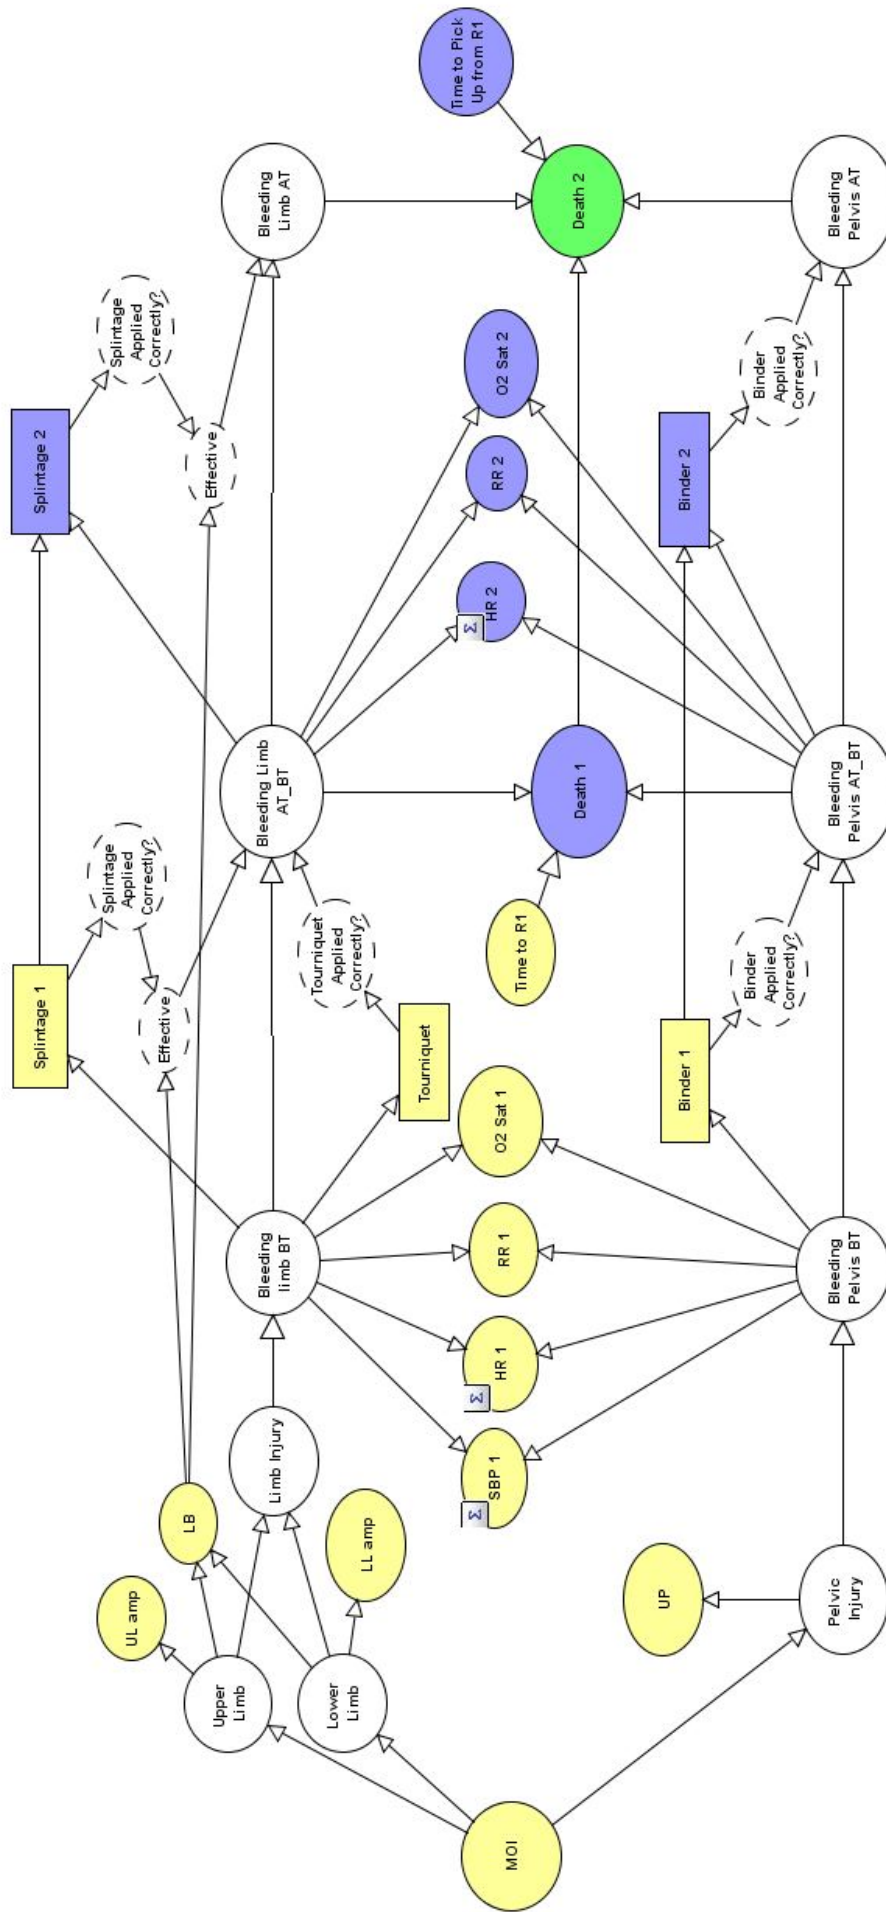 Splintage 1
Splintage 2
Splintage
Applied
Correctly?
Splintage
Applied
Correctly?
UL amp
LB
Effective
Effective
Upper
Limb
Lower
Limb
Limb Injury
Bleeding
limb BT
Bleeding Limb
AT_BT
Bleeding
Limb AT
LL amp
Tourniquet
Applied
Correctly?
Tourniquet
Σ
SBP 1
Σ
HR 1
RR 1
O2 Sat 1
Σ
HR 2
RR 2
O2 Sat 2
Time to Pick
Up from R1
MOI
Time to R1
Death 1
Death 2
UP
Binder 1
Binder 2
Binder
Applied
Correctly?
Binder
Applied
Correctly?
Pelvic
Injury
Bleeding
Pelvis BT
Bleeding
Pelvis AT_BT
Bleeding
Pelvis AT